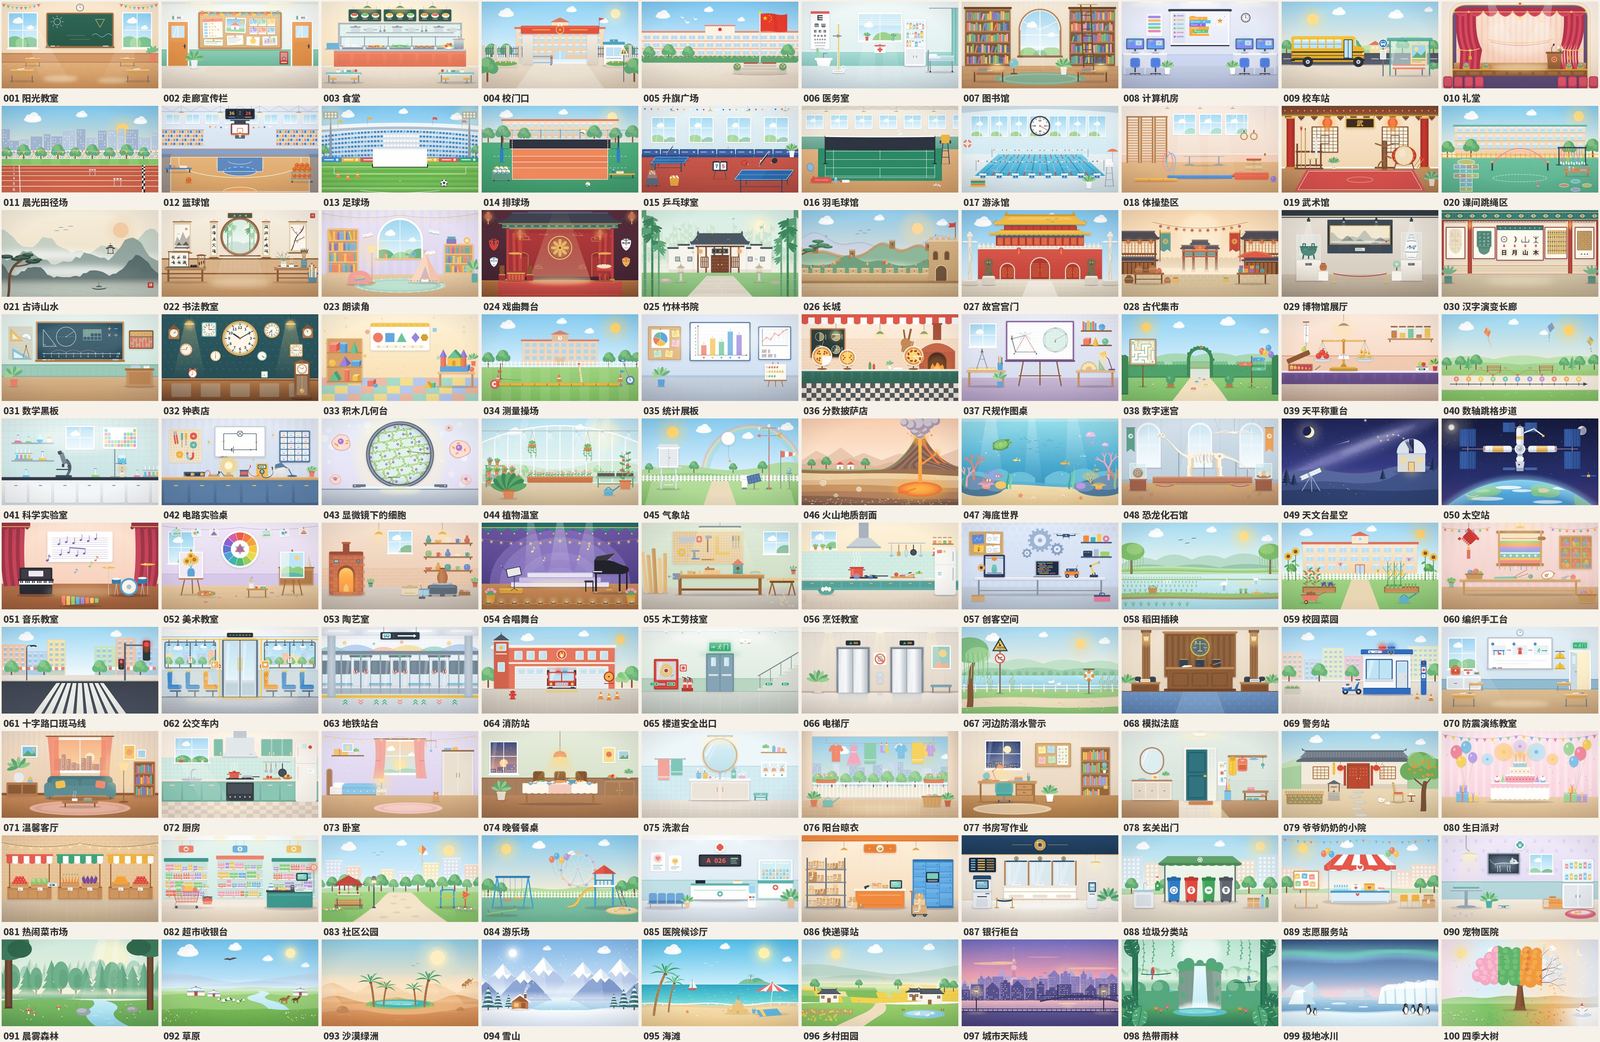 001 阳光教室
002 走廊宣传栏
003 食堂
004 校门口
005 升旗广场
006 医务室
007 图书馆
008 计算机房
009 校车站
010 礼堂
011 晨光田径场
012 篮球馆
013 足球场
014 排球场
015 乒乓球室
016 羽毛球馆
017 游泳馆
018 体操垫区
武
019 武术馆
020 课间跳绳区
021 古诗山水
022 书法教室
023 朗读角
024 戏曲舞台
025 竹林书院
026 长城
027 故宫宫门
028 古代集市
029 博物馆展厅
日月山木
030 汉字演变长廊
031 数学黑板
032 钟表店
033 积木几何台
034 测量操场
035 统计展板
036 分数披萨店
037 尺规作图桌
038 数字迷宫
039 天平称重台
040 数轴跳格步道
041 科学实验室
042 电路实验桌
043 显微镜下的细胞
044 植物温室
045 气象站
046 火山地质剖面
047 海底世界
048 恐龙化石馆
049 天文台星空
050 太空站
051 音乐教室
052 美术教室
053 陶艺室
054 合唱舞台
055 木工劳技室
056 烹饪教室
057 创客空间
058 稻田插秧
059 校园菜园
060 编织手工台
061 十字路口斑马线
062 公交车内
063 地铁站台
064 消防站
065 楼道安全出口
066 电梯厅
067 河边防溺水警示
068 模拟法庭
069 警务站
070 防震演练教室
071 温馨客厅
072 厨房
073 卧室
074 晚餐餐桌
075 洗漱台
076 阳台晾衣
077 书房写作业
078 玄关出门
079 爷爷奶奶的小院
080 生日派对
081 热闹菜市场
082 超市收银台
083 社区公园
084 游乐场
A 026
085 医院候诊厅
086 快递驿站
087 银行柜台
088 垃圾分类站
089 志愿服务站
090 宠物医院
091 晨雾森林
092 草原
093 沙漠绿洲
094 雪山
095 海滩
096 乡村田园
097 城市天际线
098 热带雨林
099 极地冰川
100 四季大树